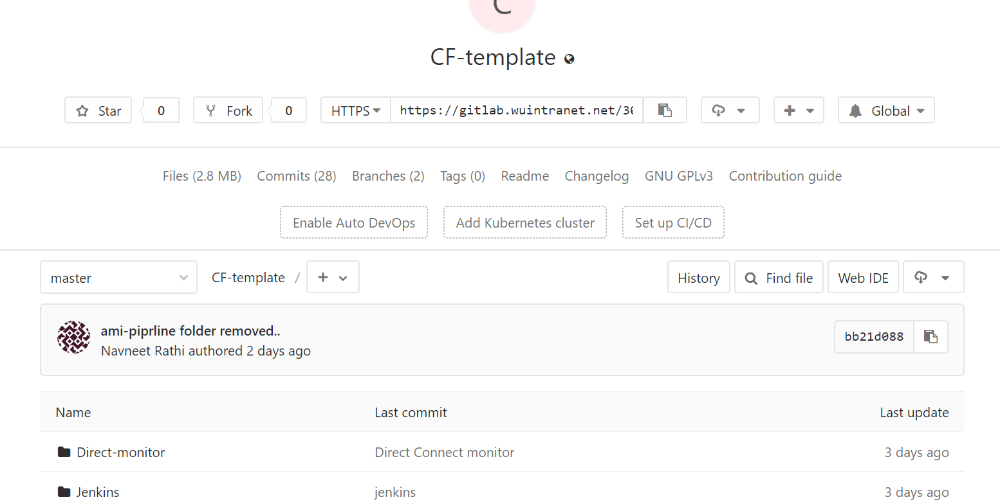 C
CF-template
Star 0 Fork 0 HTTPS https://gitlab.wuintranet.net/ Global
Files (2.8 MB) Commits (28) Branches (2) Tags (0) Readme Changelog GNU GPLv3 Contribution guide
Enable Auto DevOps Add Kubernetes cluster Set up CI/CD
master CF-template / + History Find file Web IDE
ami-piprline folder removed.. bb21d088
Navneet Rathi authored 2 days ago
Name Last commit Last update
Direct-monitor Direct Connect monitor 3 days ago
Jenkins jenkins 3 days ago